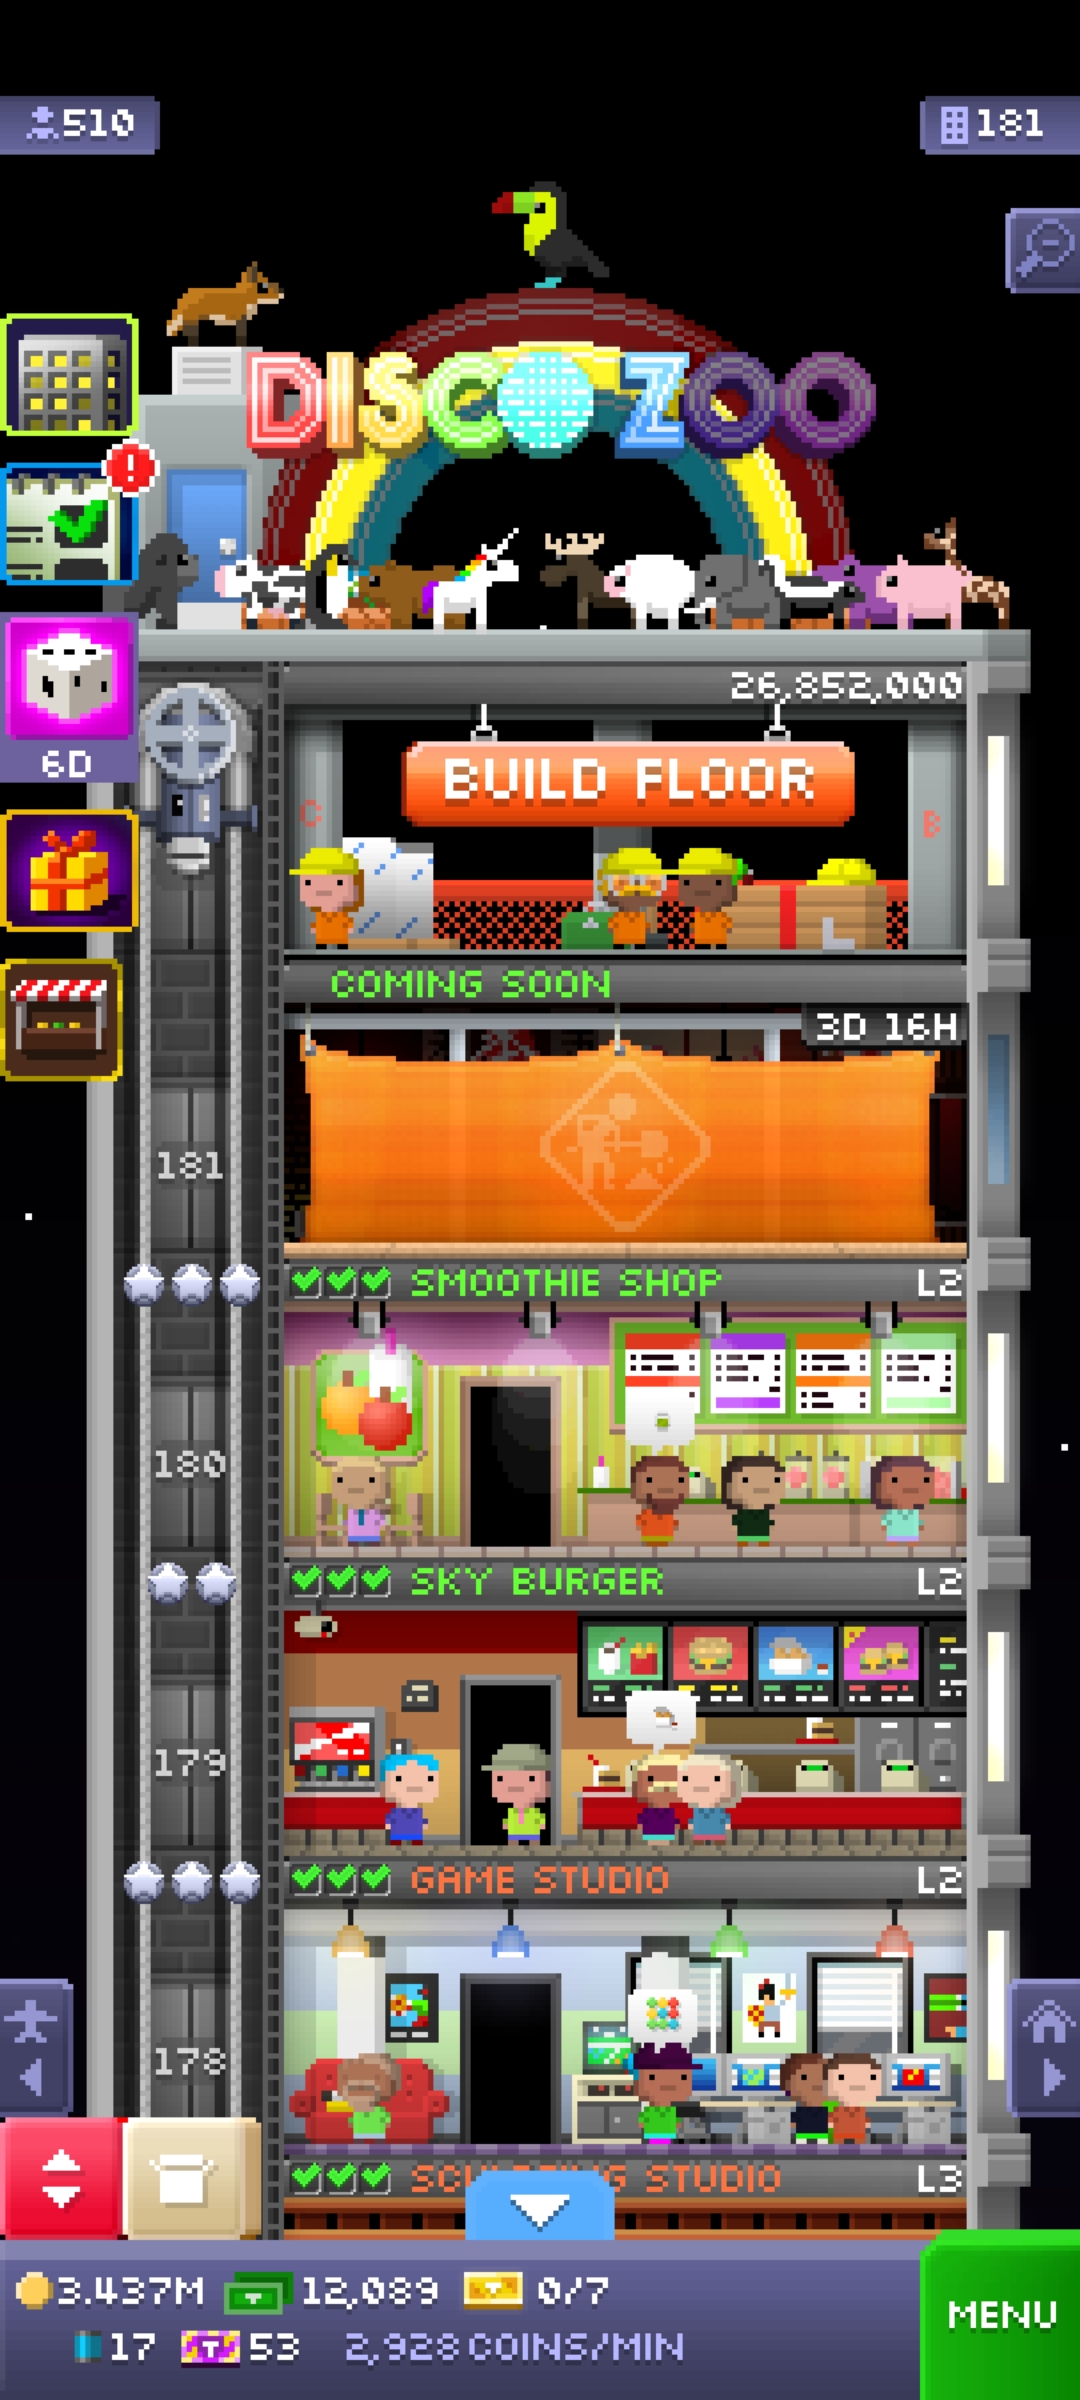 510
181
DISCO ZOO
6D
26,852,000
BUILD FLOOR
C
B
L
COMING SOON
3D 16H
181
SMOOTHIE SHOP L2
180
SKY BURGER L2
179
GAME STUDIO L2
178
STUDIO L3
3.437M 12,089 0/7
17 53 2,928 COINS/MIN
MENU